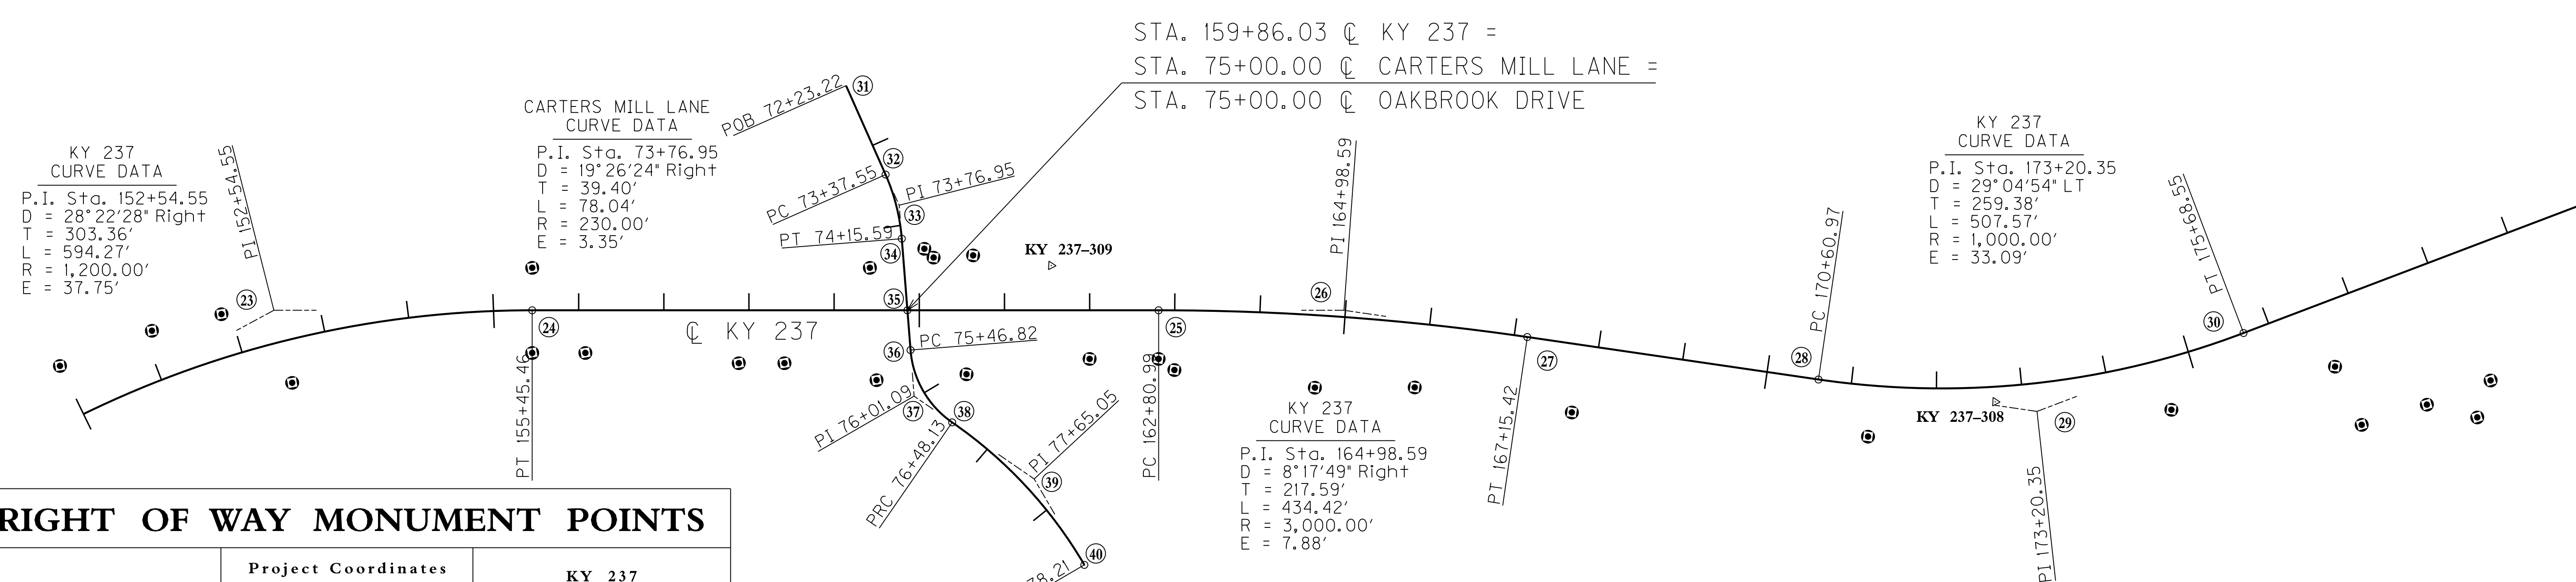 STA. 159+86.03 ℄ KY 237 =
STA. 75+00.00 ℄ CARTERS MILL LANE =
STA. 75+00.00 ℄ OAKBROOK DRIVE
KY 237
CURVE DATA
P.I. Sta. 152+54.55
D = 28°22'28" Right
T = 303.36'
L = 594.27'
R = 1,200.00'
E = 37.75'
PI 152+54.55
23
CARTERS MILL LANE
CURVE DATA
P.I. Sta. 73+76.95
D = 19°26'24" Right
T = 39.40'
L = 78.04'
R = 230.00'
E = 3.35'
POB 72+23.22
31
32
PC 73+37.55
PI 73+76.95
33
PT 74+15.59
34
KY 237–309
35
24
℄ KY 237
PT 155+45.46
36
PC 75+46.82
PI 76+01.09
37
38
PRC 76+48.13
PI 77+65.05
39
40
78.21
25
PC 162+80.99
PI 164+98.59
26
KY 237
CURVE DATA
P.I. Sta. 164+98.59
D = 8°17'49" Right
T = 217.59'
L = 434.42'
R = 3,000.00'
E = 7.88'
27
PT 167+15.42
PC 170+60.97
28
KY 237
CURVE DATA
P.I. Sta. 173+20.35
D = 29°04'54" LT
T = 259.38'
L = 507.57'
R = 1,000.00'
E = 33.09'
KY 237–308
29
PI 173+20.35
PT 175+68.55
30
RIGHT OF WAY MONUMENT POINTS
Project Coordinates
KY 237